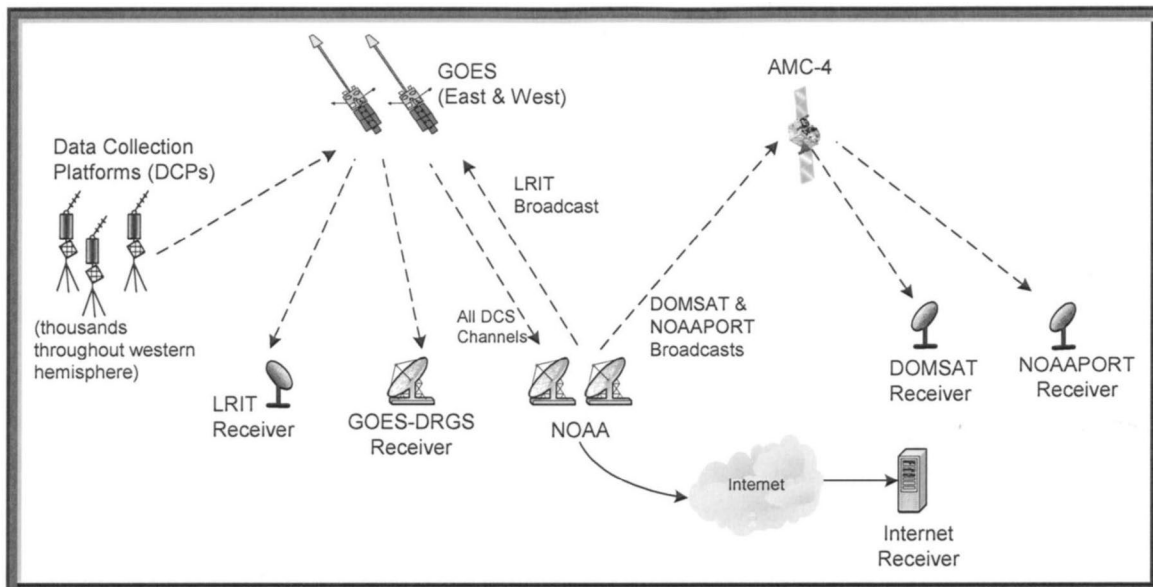 GOES
(East & West)
AMC-4
Data Collection
Platforms (DCPs)
LRIT
Broadcast
(thousands
throughout western
hemisphere)
All DCS
Channels
DOMSAT &
NOAAPORT
Broadcasts
LRIT
Receiver
GOES-DRGS
Receiver
NOAA
DOMSAT
Receiver
NOAAPORT
Receiver
Internet
Internet
Receiver